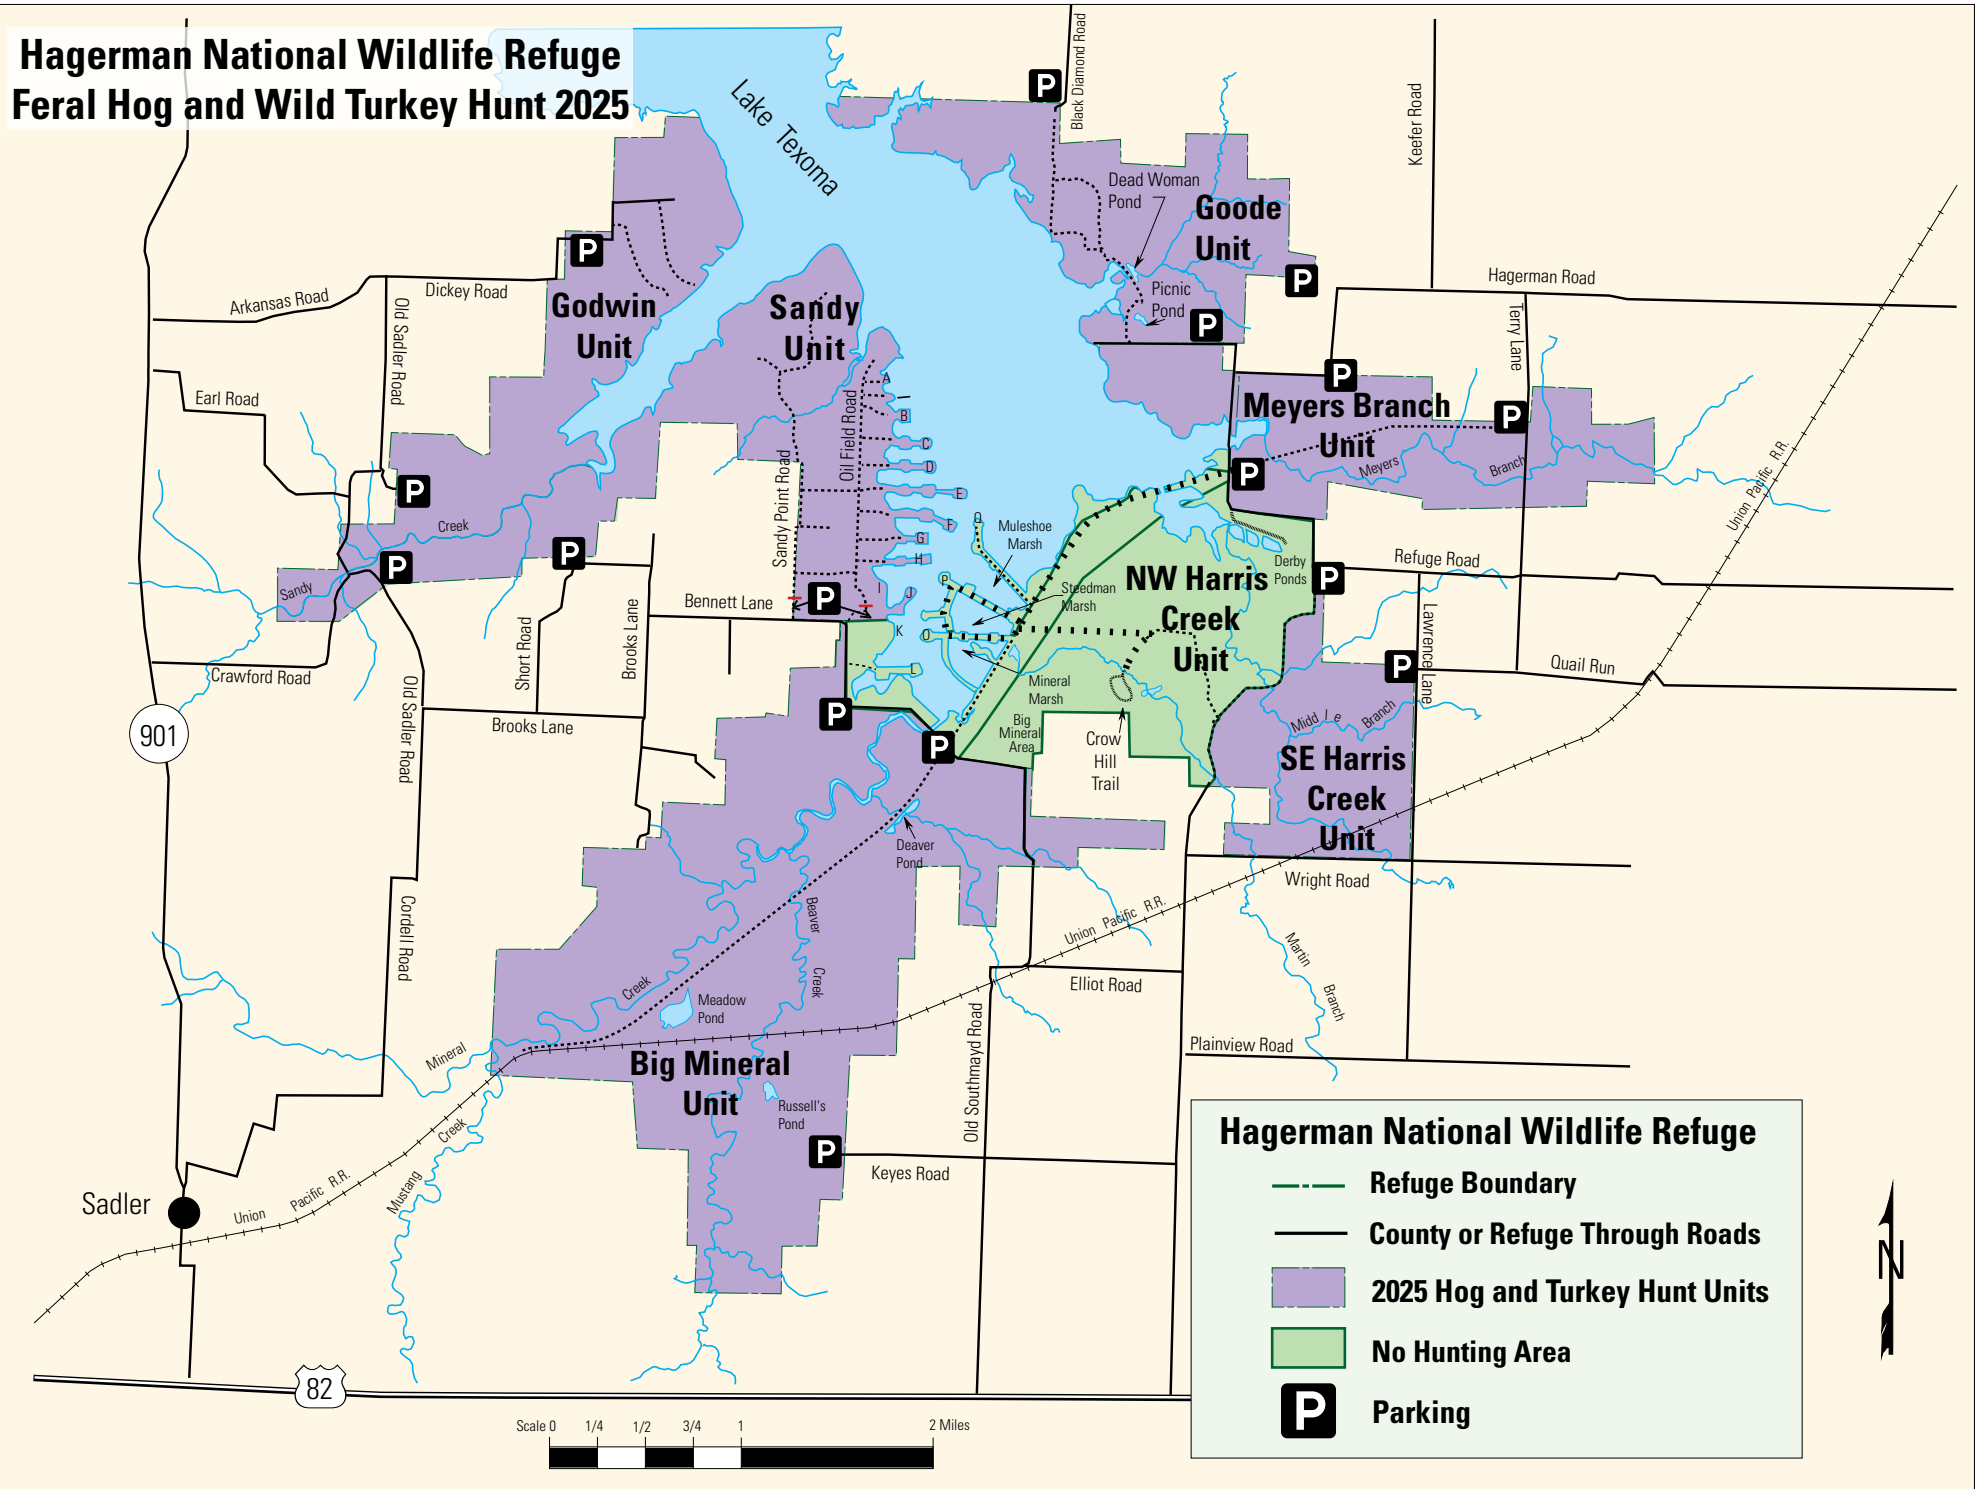 Hagerman National Wildlife Refuge
Feral Hog and Wild Turkey Hunt 2025
Lake Texoma
Black Diamond Road
Keefer Road
P
Dead Woman
Pond
Goode
Unit
P
P
Picnic
Pond
P
Hagerman Road
Terry Lane
Arkansas Road
Dickey Road
Old Sadler Road
Godwin
Unit
Sandy
Unit
Earl Road
Oil Field Road
Sandy Point Road
A
I
B
C
D
E
F
G
H
I
J
K
L
O
P
Q
P
Meyers Branch
Unit
P
P
Meyers
Branch
Union Pacific R.R.
P
Creek
P
P
Sandy
Muleshoe
Marsh
Steedman
Marsh
Mineral
Marsh
NW Harris
Creek
Unit
Derby
Ponds
P
Refuge Road
Bennett Lane
P
Short Road
Brooks Lane
Crawford Road
Old Sadler Road
Brooks Lane
901
P
P
Big
Mineral
Area
Crow
Hill
Trail
Lawrence Lane
P
Quail Run
Middle
Branch
SE Harris
Creek
Unit
Wright Road
Deaver
Pond
Beaver
Creek
Cordell Road
Union Pacific R.R.
Martin
Branch
Elliot Road
Creek
Meadow
Pond
Mineral
Big Mineral
Unit
Russell's
Pond
Old Southmayd Road
Plainview Road
P
Keyes Road
Creek
Mustang
Union
Pacific R.R.
Sadler
82
Scale 0
1/4
1/2
3/4
1
2 Miles
Hagerman National Wildlife Refuge
Refuge Boundary
County or Refuge Through Roads
2025 Hog and Turkey Hunt Units
No Hunting Area
P
Parking
N